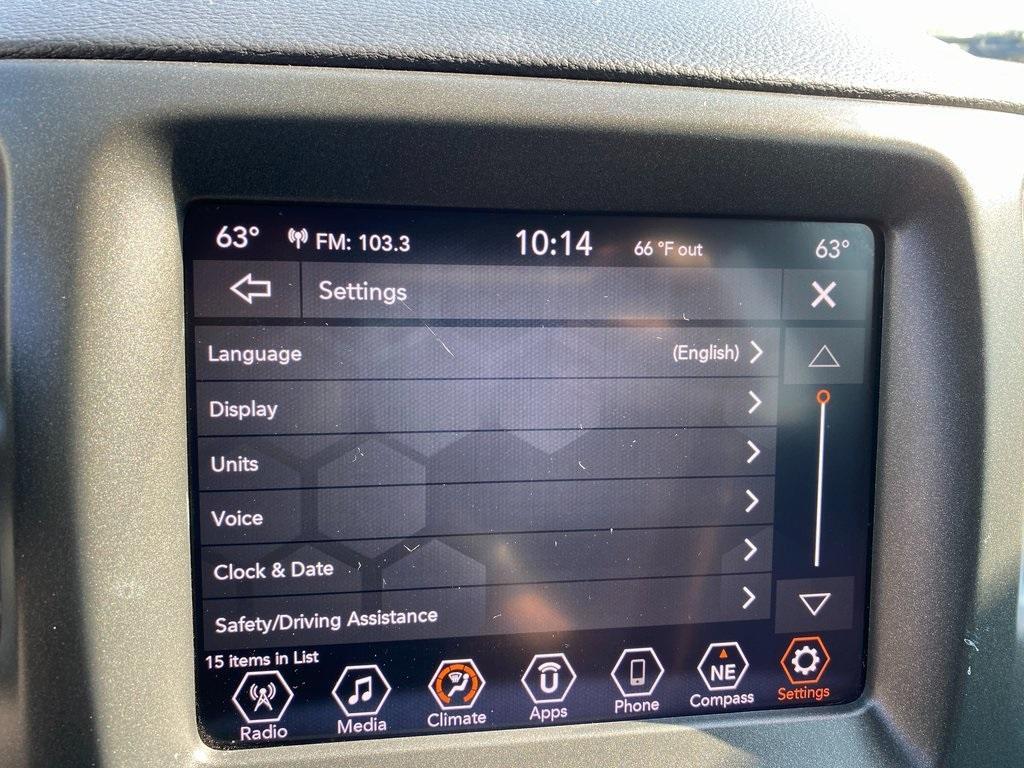 63° FM: 103.3 10:14 66 °F out 63°
Settings
Language (English)
Display
Units
Voice
Clock & Date
Safety/Driving Assistance
15 items in List
NE
Radio Media Climate Apps Phone Compass Settings